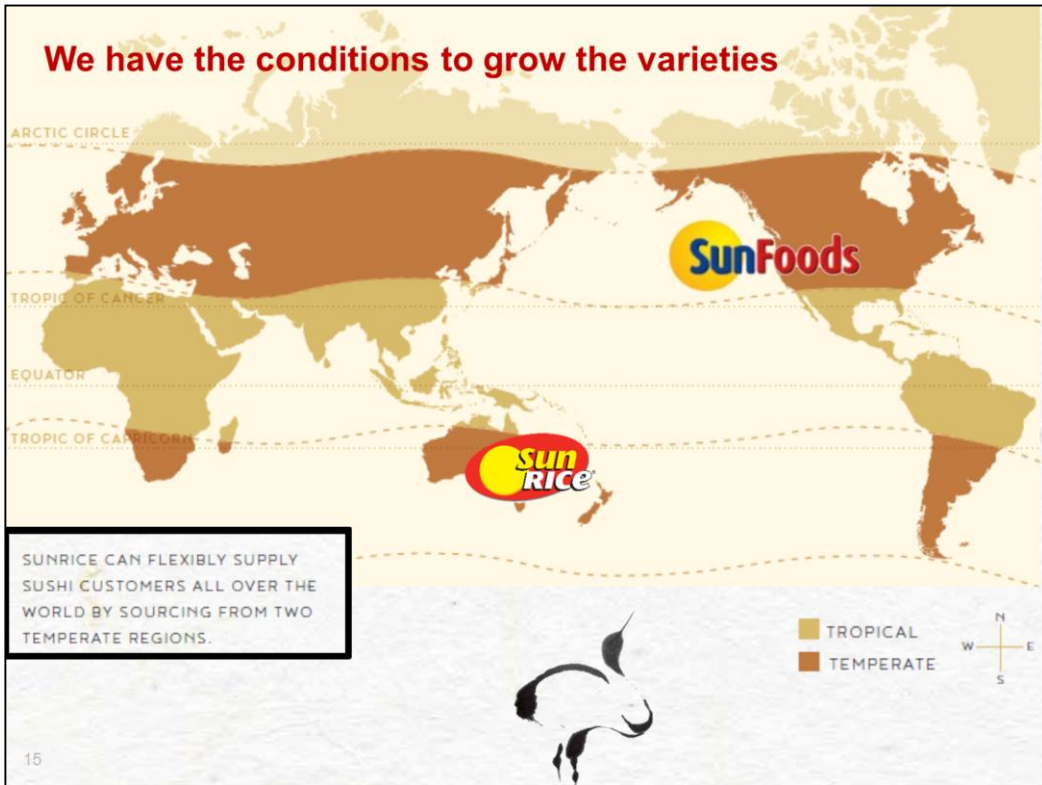 We have the conditions to grow the varieties
ARCTIC CIRCLE
SunFoods
TROPIC OF CANCER
EQUATOR
TROPIC OF CAPRICORN
Sun
RICE
SUNRICE CAN FLEXIBLY SUPPLY
SUSHI CUSTOMERS ALL OVER THE
WORLD BY SOURCING FROM TWO
TEMPERATE REGIONS.
TROPICAL
TEMPERATE
N
W E
S
15